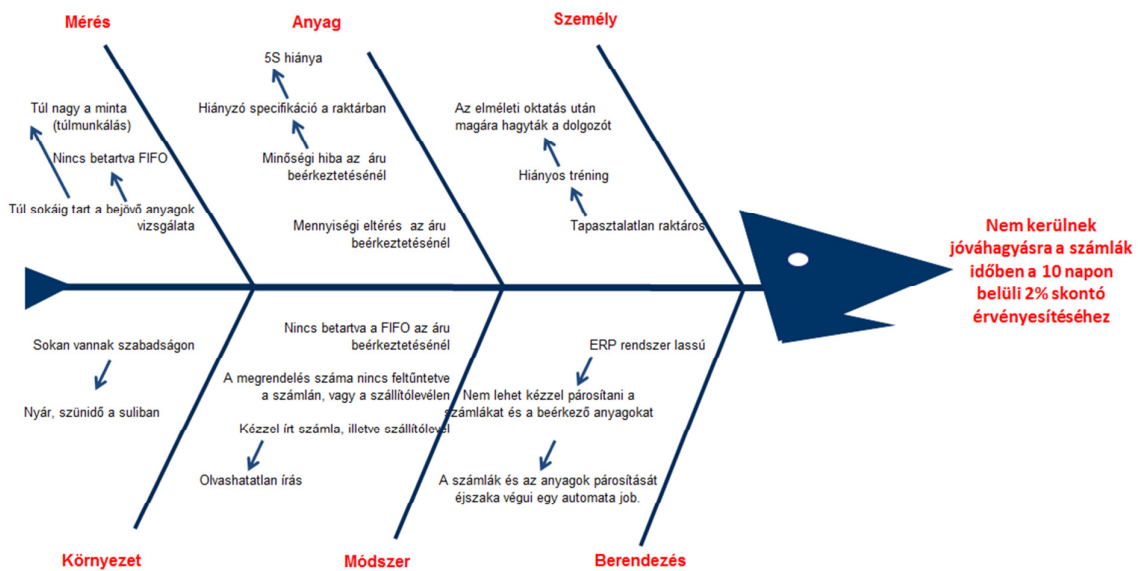 Mérés
Anyag
Személy
5S hiánya
Túl nagy a minta
(túlmunkálás)
Nincs betartva FIFO
Túl sokáig tart a bejövő anyagok
vizsgálata
Hiányzó specifikáció a raktárban
Minőségi hiba az áru
beérkeztetésénél
Mennyiségi eltérés az áru
beérkeztetésénél
Az elméleti oktatás után
magára hagyták a dolgozót
Hiányos tréning
Tapasztalatlan raktáros
Nem kerülnek
jóváhagyásra a számlák
időben a 10 napon
belüli 2% skontó
érvényesítéséhez
Sokan vannak szabadságon
Nyár, szünidő a suliban
Nincs betartva a FIFO az áru
beérkeztetésénél
A megrendelés száma nincs feltűntetve
a számlán, vagy a szállítólevélen
Kézzel írt számla, illetve szállítólevél
Olvashatatlan írás
ERP rendszer lassú
Nem lehet kézzel párosítani a
számlákat és a beérkező anyagokat
A számlák és az anyagok párosítását
éjszaka végui egy automata job.
Környezet
Módszer
Berendezés